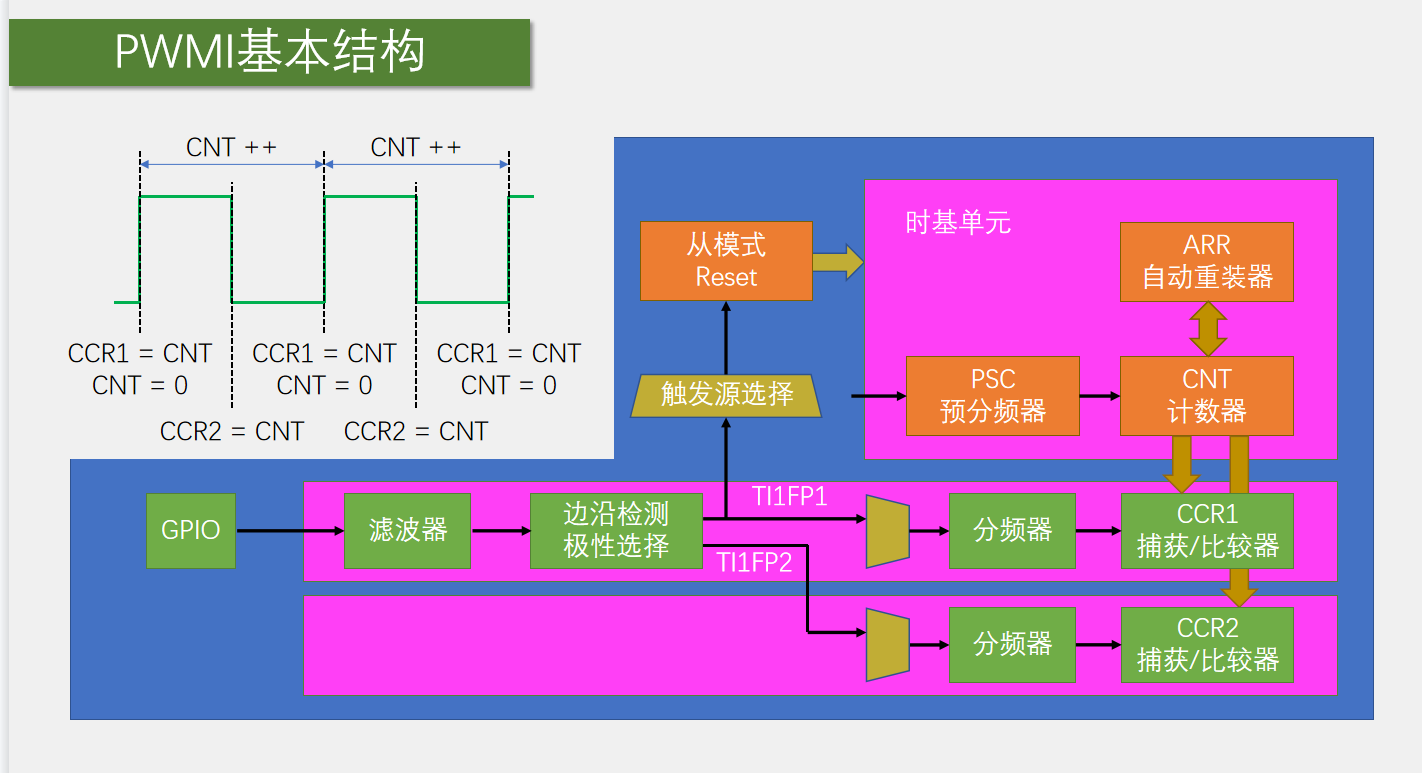 PWMI基本结构
CNT ++
CNT ++
CCR1 = CNT
CNT = 0
CCR1 = CNT
CNT = 0
CCR1 = CNT
CNT = 0
CCR2 = CNT
CCR2 = CNT
从模式
Reset
时基单元
ARR
自动重装器
触发源选择
PSC
预分频器
CNT
计数器
GPIO
滤波器
边沿检测
极性选择
TI1FP1
TI1FP2
分频器
CCR1
捕获/比较器
分频器
CCR2
捕获/比较器